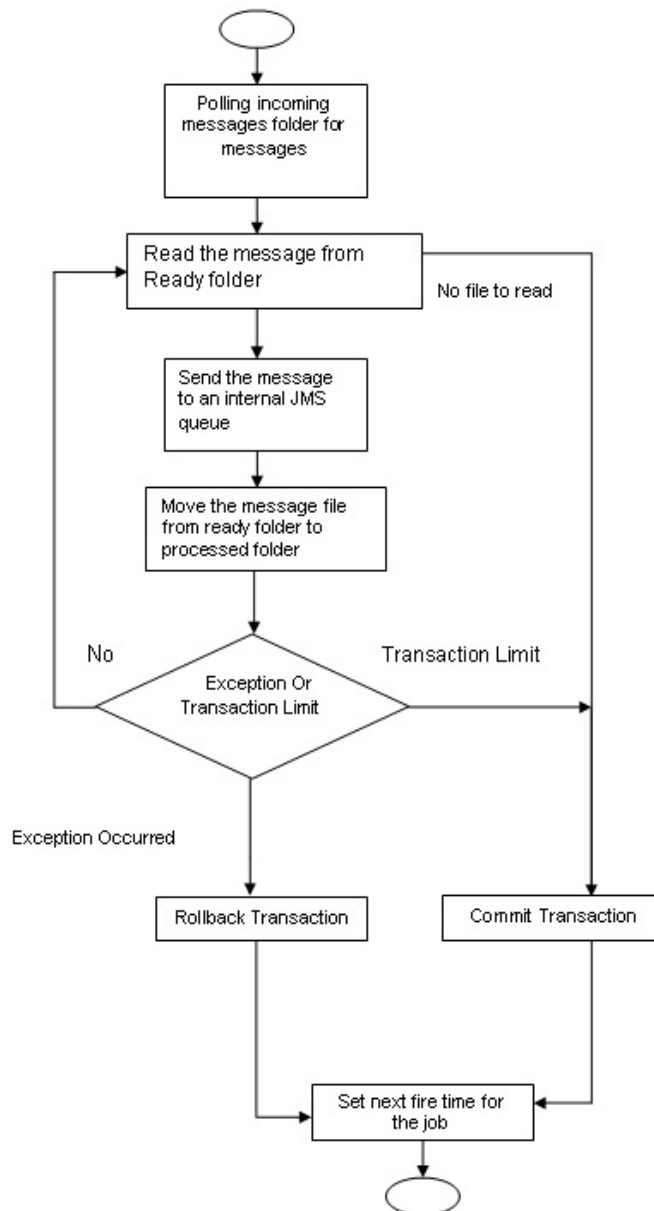 Polling incoming
messages folder for
messages
Read the message from
Ready folder
No file to read
Send the message
to an internal JMS
queue
Move the message file
from ready folder to
processed folder
No
Transaction Limit
Exception Or
Transaction Limit
Exception Occurred
Rollback Transaction
Commit Transaction
Set next fire time for
the job